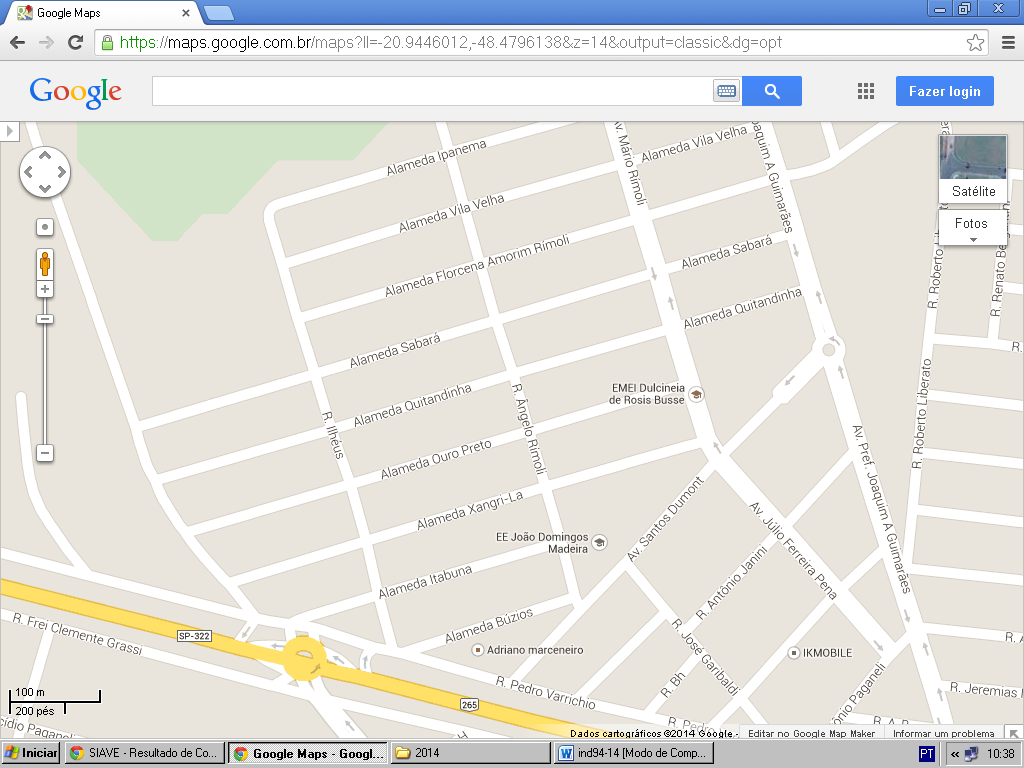 Google Maps
https://maps.google.com.br/maps?ll=-20.9446012,-48.4796138&z=14&output=classic&dg=opt
Google
Fazer login
Satélite
Fotos
Alameda Ipanema
Alameda Vila Velha
Alameda Vila Velha
Av. Mário Rimoli
Joaquim A Guimarães
Alameda Florcena Amorim Rimoli
Alameda Sabará
Alameda Sabará
Alameda Quitandinha
Alameda Quitandinha
R. Roberto L
R. Renato Be
R.
EMEI Dulcineia
de Rosis Busse
R. Ilhéus
R. Ângelo Rimoli
R. Roberto Liberato
Alameda Ouro Preto
Alameda Xangri-La
Av. Pref. Joaquim A Guimarães
EE João Domingos
Madeira
Av. Santos Dumont
Av. Júlio Ferreira Pena
R. Antônio Janini
Alameda Itabuna
Alameda Búzios
R. José Garibaldi
R. Frei Clemente Grassi
SP-322
Adriano marceneiro
IKMOBILE
R. A
R. Bh
ônio Paganeli
R. Jeremias
R. Pedro Varrichio
265
R. Pedro
R. A
100 m
200 pés
cídio Paganeli
Dados cartográficos ©2014 Google -
Editar no Google Map Maker
Informar um problema
Iniciar
SIAVE - Resultado de Co...
Google Maps - Googl...
2014
ind94-14 [Modo de Comp...
PT
«
10:38